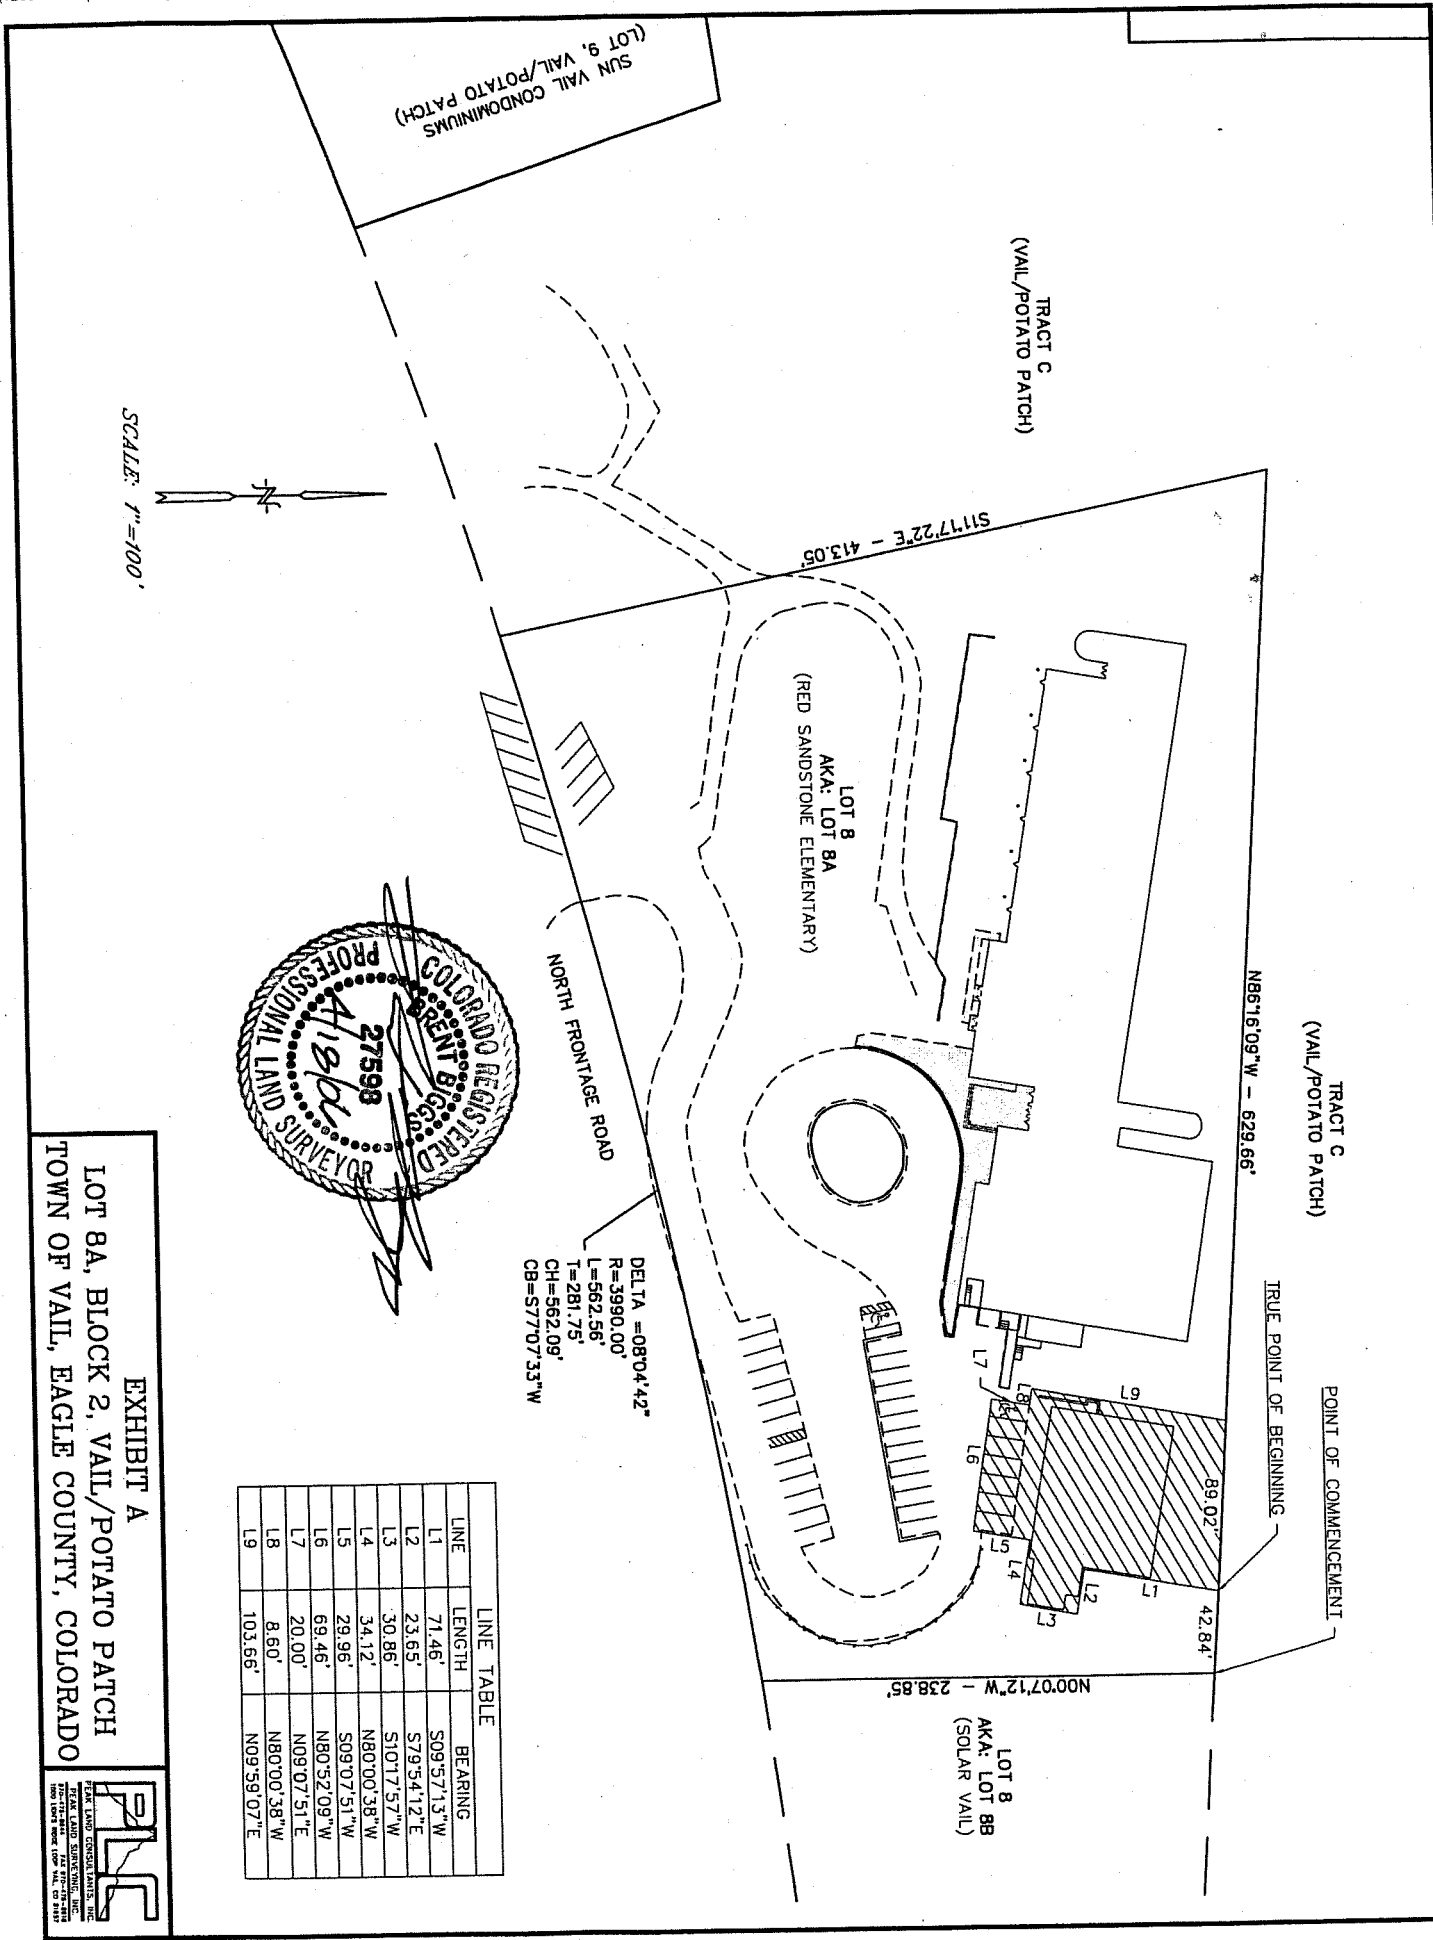 SUN VAIL CONDOMINIUMS
(LOT 9, VAIL/POTATO PATCH)
TRACT C
(VAIL/POTATO PATCH)
TRACT C
(VAIL/POTATO PATCH)
S11°17'22"E - 413.05'
N86°16'09"W - 629.66'
TRUE POINT OF BEGINNING
POINT OF COMMENCEMENT
89.02'
42.84'
L1
L2
L3
L4
L5
L6
L7
L8
L9
N00°07'12"W - 238.85'
LOT 8
AKA: LOT 8B
(SOLAR VAIL)
LOT 8
AKA: LOT 8A
(RED SANDSTONE ELEMENTARY)
NORTH FRONTAGE ROAD
DELTA =08°04'42"
R=3990.00'
L=562.56'
T=281.75'
CH=562.09'
CB=S77°07'33"W
SCALE: 1"=100'
N
COLORADO REGISTERED
BRENT BIGGS
27598
PROFESSIONAL LAND SURVEYOR
LINE TABLE
LINE LENGTH BEARING
L1 71.46' S09°57'13"W
L2 23.65' S79°54'12"E
L3 30.86' S10°17'57"W
L4 34.12' N80°00'38"W
L5 29.96' S09°07'51"W
L6 69.46' N80°52'09"W
L7 20.00' N09°07'51"E
L8 8.60' N80°00'38"W
L9 103.66' N09°59'07"E
EXHIBIT A
LOT 8A, BLOCK 2, VAIL/POTATO PATCH
TOWN OF VAIL, EAGLE COUNTY, COLORADO
PLC
PEAK LAND CONSULTANTS, INC.
PEAK LAND SURVEYING, INC.